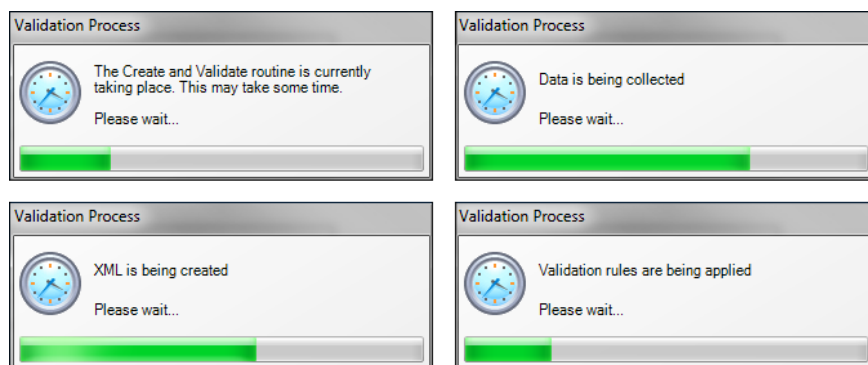 Validation Process
The Create and Validate routine is currently
taking place. This may take some time.
Please wait...
Validation Process
Data is being collected
Please wait...
Validation Process
XML is being created
Please wait...
Validation Process
Validation rules are being applied
Please wait...